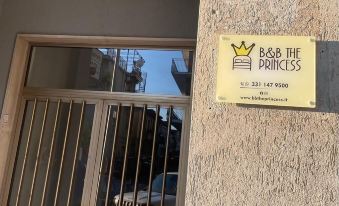 B&B THE
PRINCESS
331 147 9500
www.bbtheprincess.it